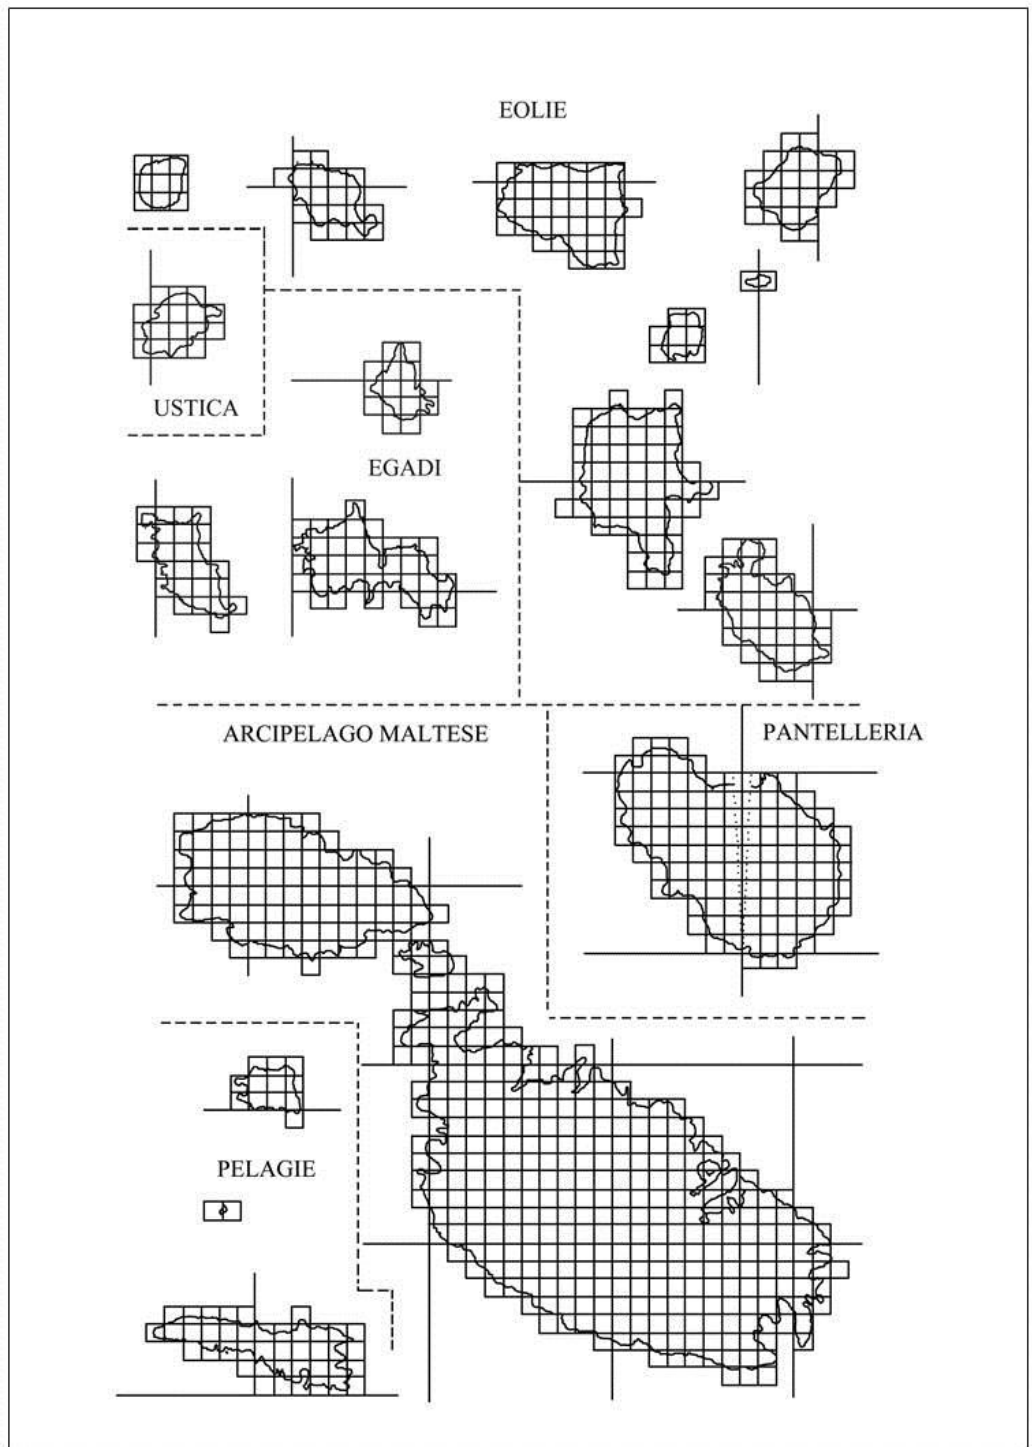 EOLIE
USTICA
EGADI
ARCIPELAGO MALTESE
PANTELLERIA
PELAGIE